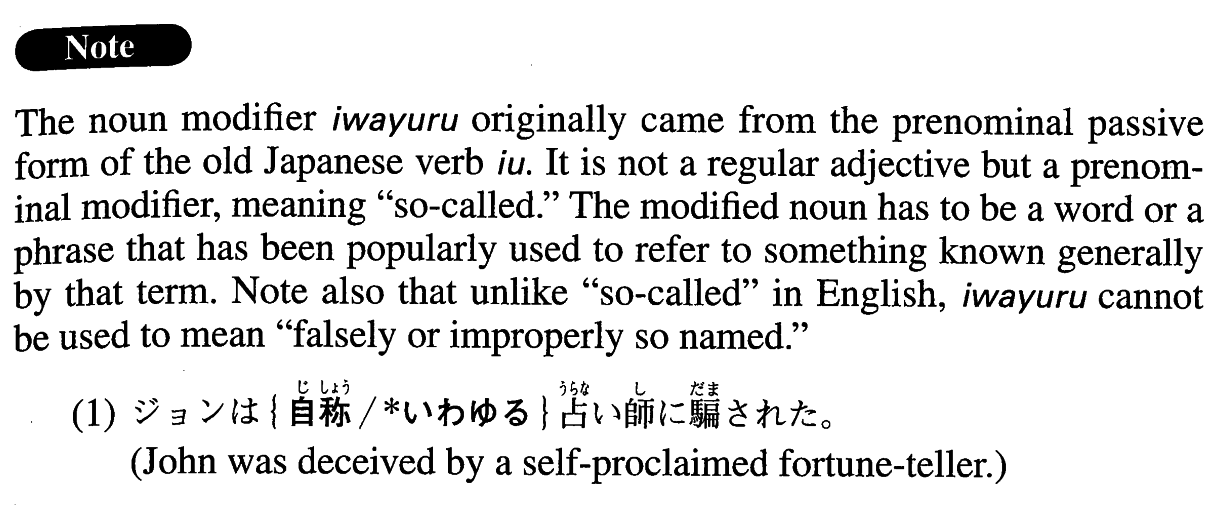 Note
The noun modifier iwayuru originally came from the prenominal passive
form of the old Japanese verb iu. It is not a regular adjective but a prenom-
inal modifier, meaning “so-called.” The modified noun has to be a word or a
phrase that has been popularly used to refer to something known generally
by that term. Note also that unlike “so-called” in English, iwayuru cannot
be used to mean “falsely or improperly so named.”
じ しょう うらな し だま
(1) ジョンは{自称/*いわゆる}占い師に騙された。
(John was deceived by a self-proclaimed fortune-teller.)